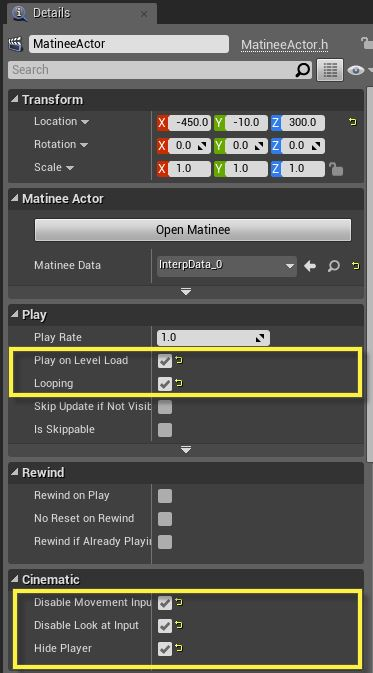 Details
MatineeActor MatineeActor.h
Search
Transform
Location X -450.0 Y -10.0 Z 300.0
Rotation X 0.0 Y 0.0 Z 0.0
Scale X 1.0 Y 1.0 Z 1.0
Matinee Actor
Open Matinee
Matinee Data InterpData_0
Play
Play Rate 1.0
Play on Level Load
Looping
Skip Update if Not Visib
Is Skippable
Rewind
Rewind on Play
No Reset on Rewind
Rewind if Already Playin
Cinematic
Disable Movement Inpu
Disable Look at Input
Hide Player